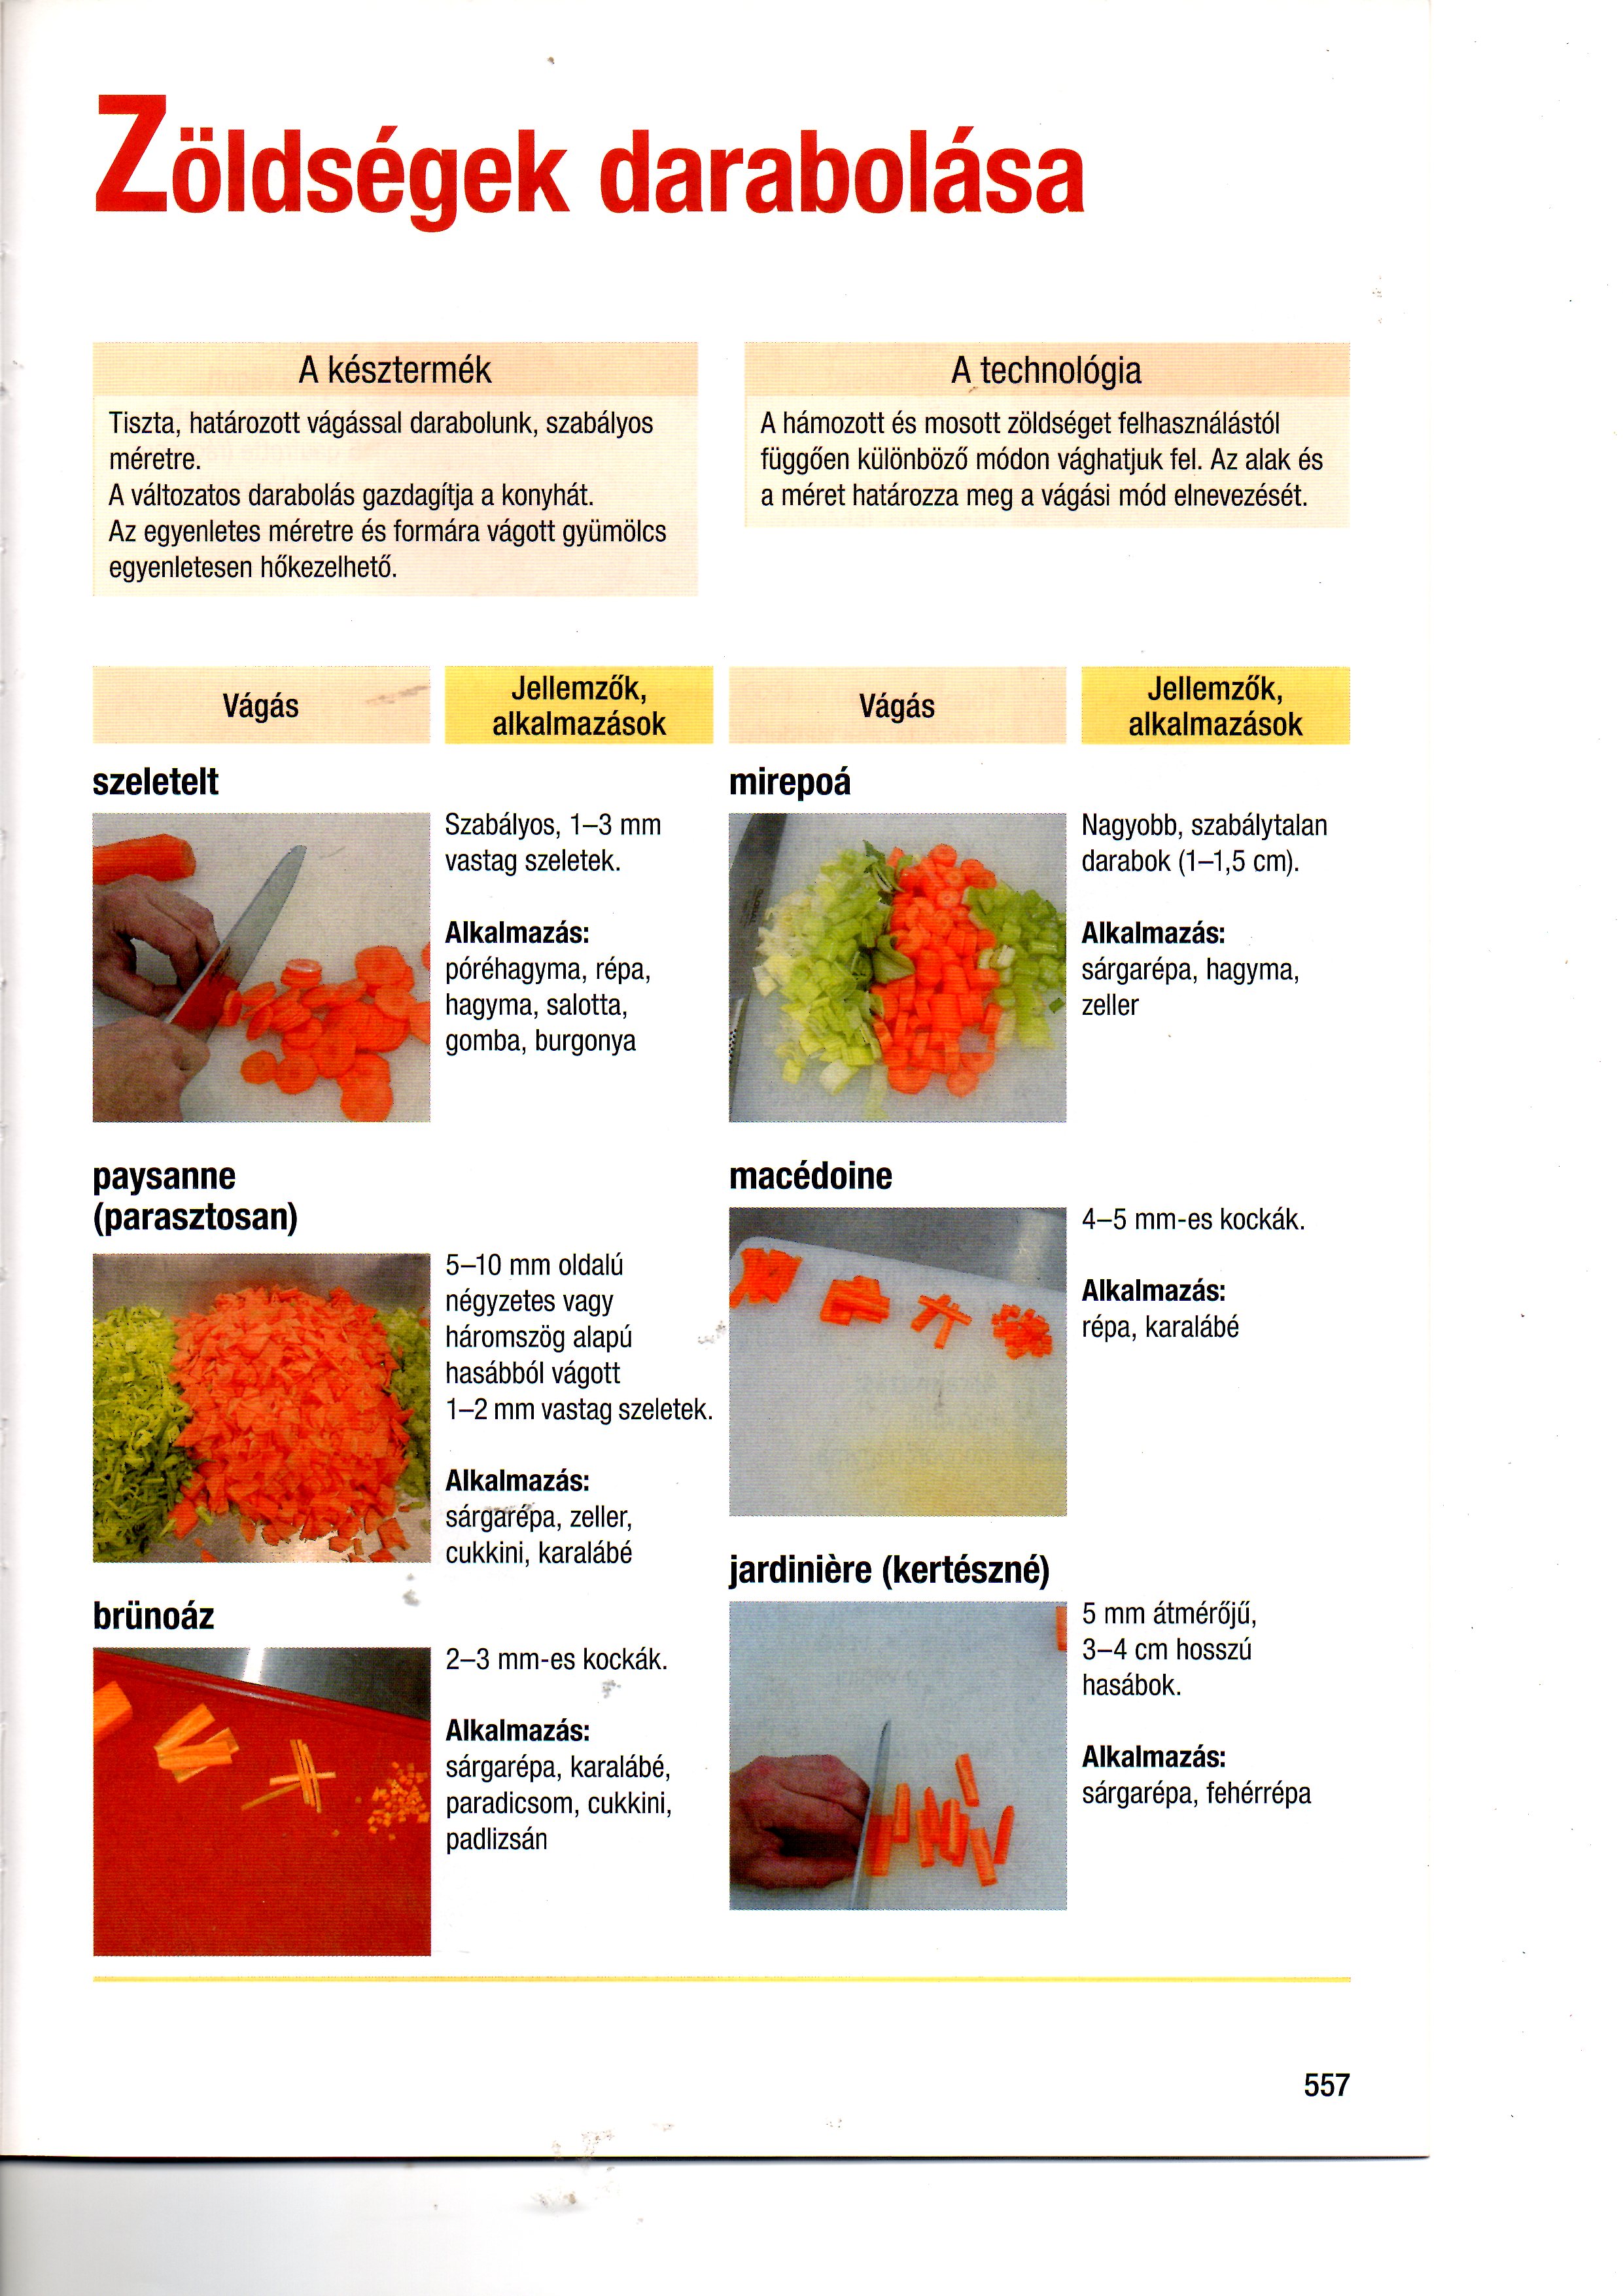 Zöldségek darabolása
A késztermék
Tiszta, határozott vágással darabolunk, szabályos
méretre.
A változatos darabolás gazdagítja a konyhát.
Az egyenletes méretre és formára vágott gyümölcs
egyenletesen hőkezelhető.
A technológia
A hámozott és mosott zöldséget felhasználástól
függően különböző módon vághatjuk fel. Az alak és
a méret határozza meg a vágási mód elnevezését.
Vágás
Jellemzők,
alkalmazások
szeletelt
Szabályos, 1–3 mm
vastag szeletek.
Alkalmazás:
póréhagyma, répa,
hagyma, salotta,
gomba, burgonya
paysanne
(parasztosan)
5–10 mm oldalú
négyzetes vagy
háromszög alapú
hasábból vágott
1–2 mm vastag szeletek.
Alkalmazás:
sárgarépa, zeller,
cukkini, karalábé
brünoáz
2–3 mm-es kockák.
Alkalmazás:
sárgarépa, karalábé,
paradicsom, cukkini,
padlizsán
Vágás
Jellemzők,
alkalmazások
mirepoá
Nagyobb, szabálytalan
darabok (1–1,5 cm).
Alkalmazás:
sárgarépa, hagyma,
zeller
macédoine
4–5 mm-es kockák.
Alkalmazás:
répa, karalábé
jardinière (kertészné)
5 mm átmérőjű,
3–4 cm hosszú
hasábok.
Alkalmazás:
sárgarépa, fehérrépa
557